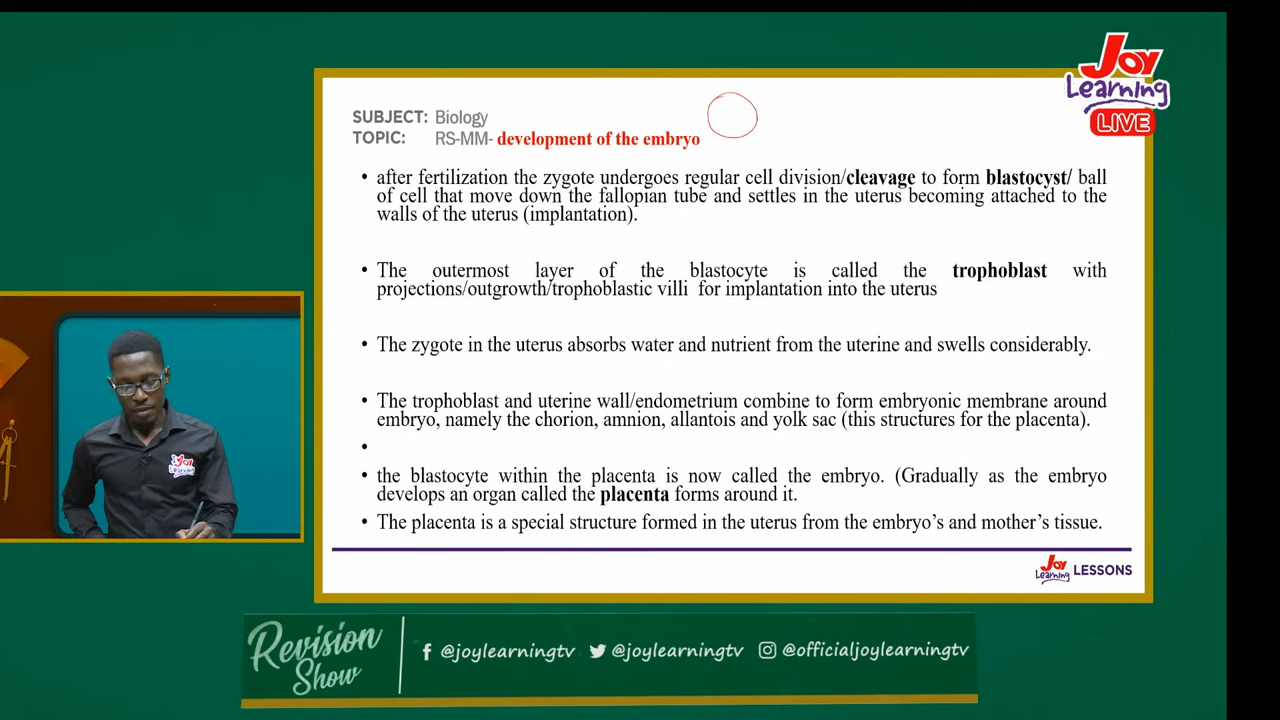 Joy
Learning
LIVE
SUBJECT: Biology
TOPIC: RS-MM- development of the embryo
• after fertilization the zygote undergoes regular cell division/cleavage to form blastocyst/ ball
of cell that move down the fallopian tube and settles in the uterus becoming attached to the
walls of the uterus (implantation).
• The outermost layer of the blastocyte is called the trophoblast with
projections/outgrowth/trophoblastic villi for implantation into the uterus
• The zygote in the uterus absorbs water and nutrient from the uterine and swells considerably.
• The trophoblast and uterine wall/endometrium combine to form embryonic membrane around
embryo, namely the chorion, amnion, allantois and yolk sac (this structures for the placenta).
•
• the blastocyte within the placenta is now called the embryo. (Gradually as the embryo
develops an organ called the placenta forms around it.
• The placenta is a special structure formed in the uterus from the embryo's and mother's tissue.
Joy
Learning LESSONS
Joy
Learning
Revision
Show
@joylearningtv @joylearningtv @officialjoylearningtv